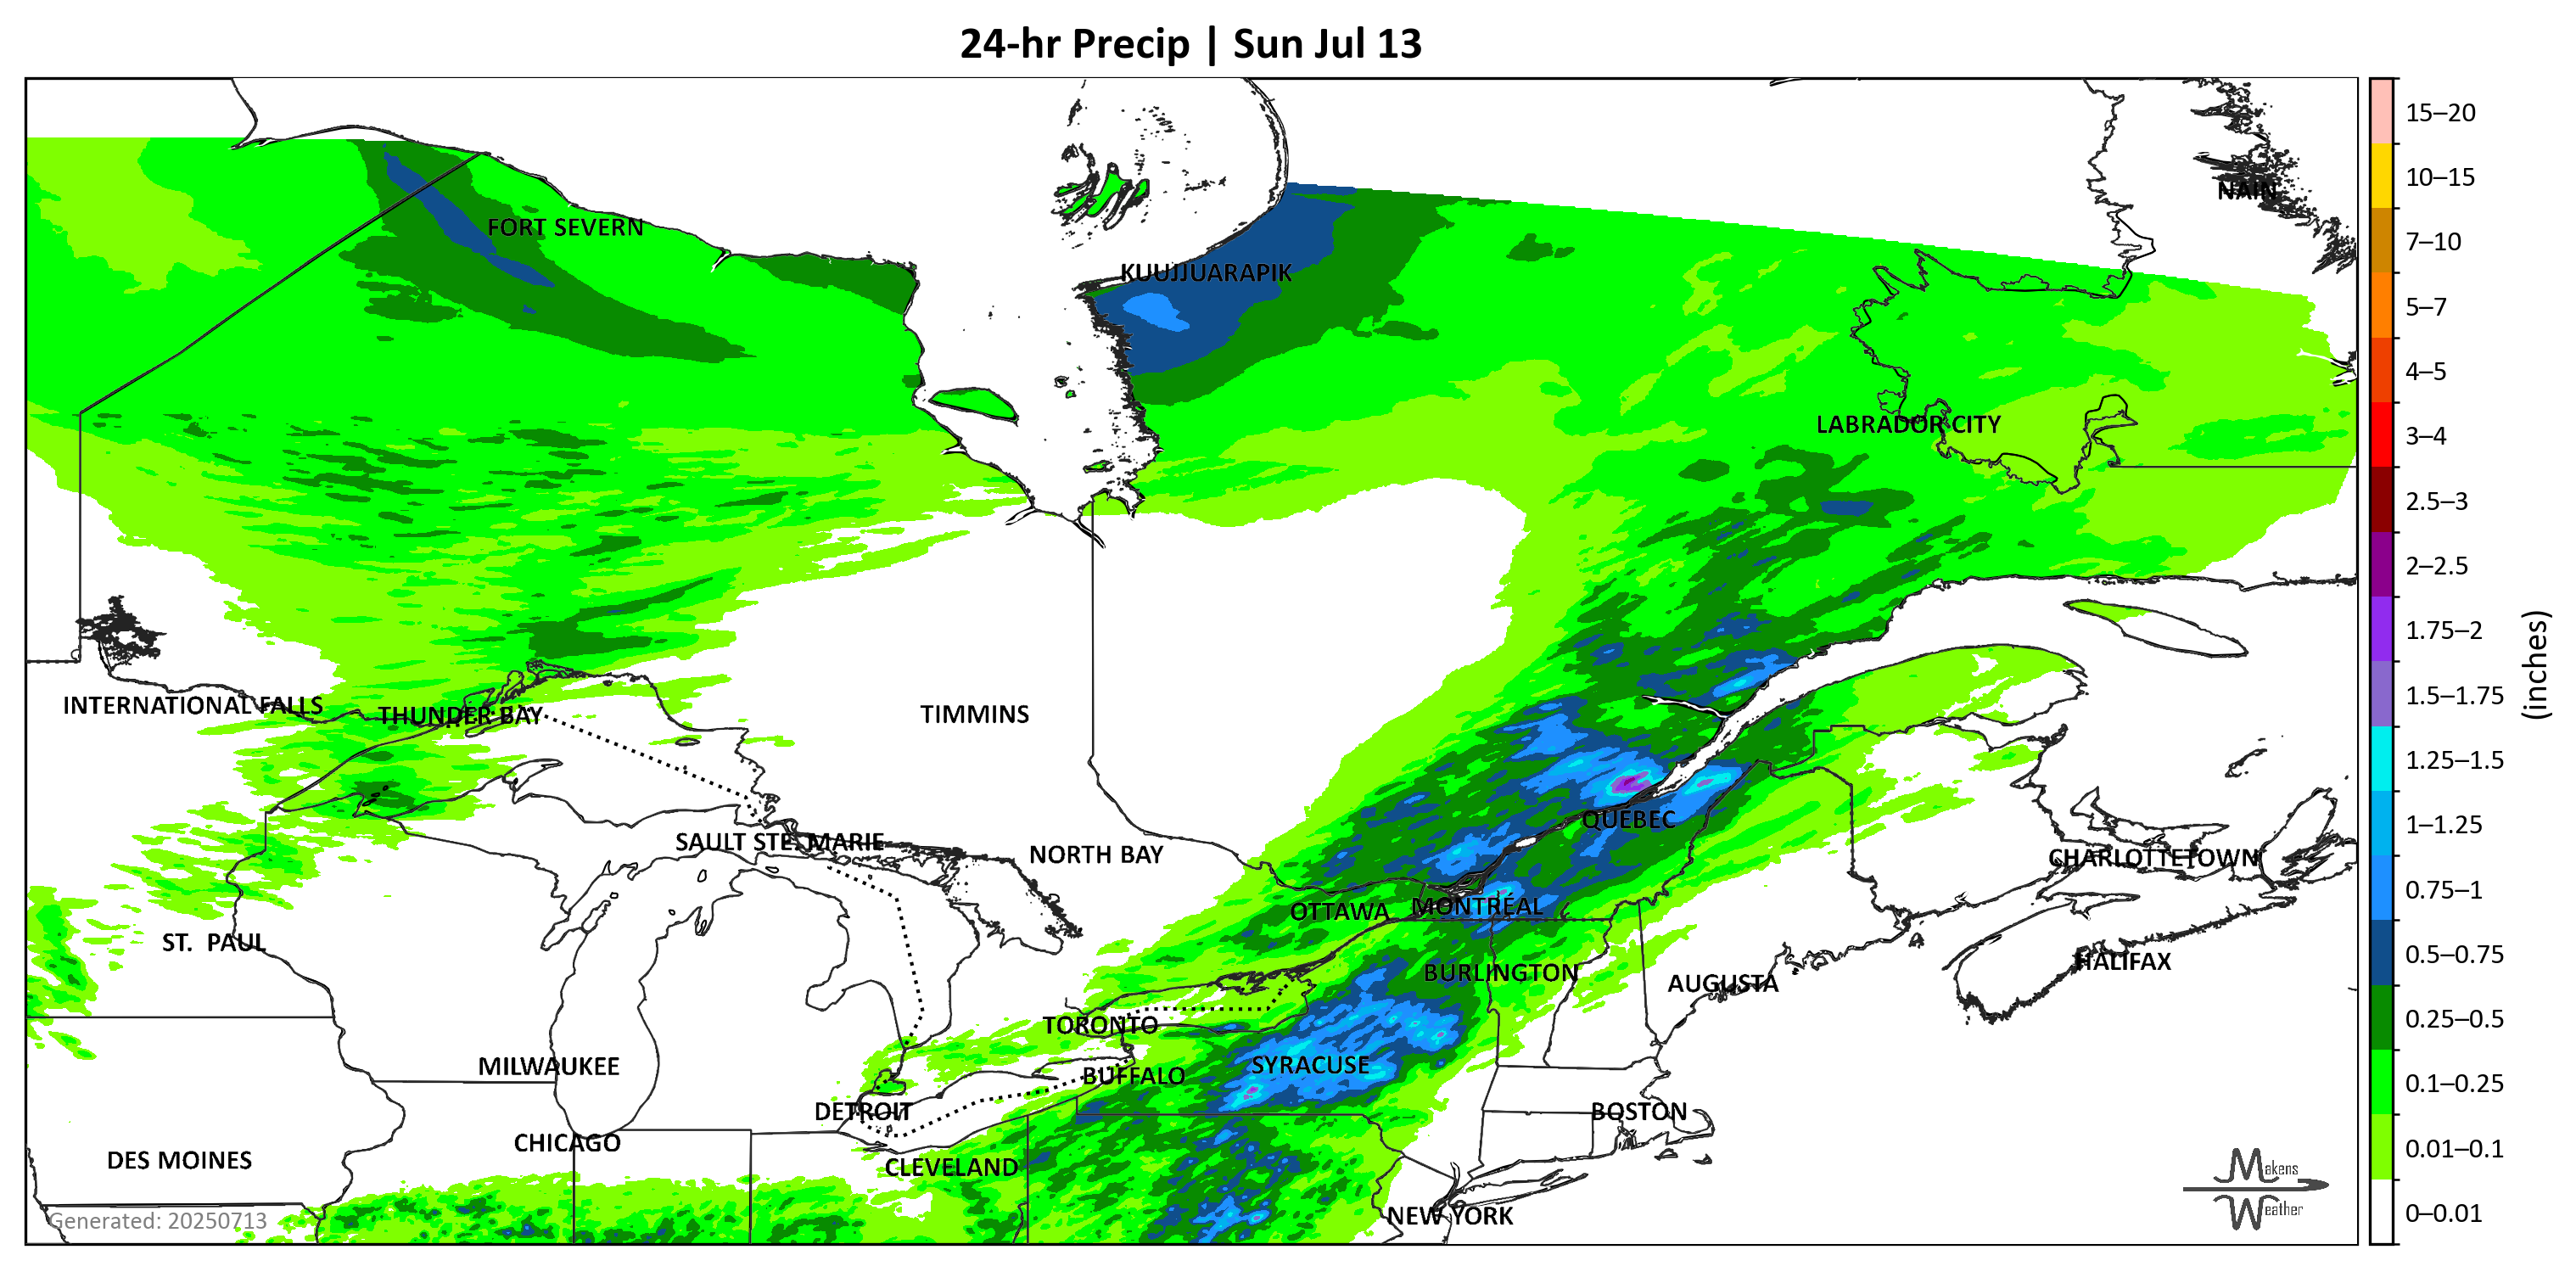 24-hr Precip | Sun Jul 13
15–20
10–15
NAIN
FORT SEVERN
7–10
KUUJJUARAPIK
5–7
4–5
LABRADOR CITY
3–4
2.5–3
2–2.5
1.75–2
(inches)
1.5–1.75
INTERNATIONAL FALLS
THUNDER BAY
TIMMINS
1.25–1.5
QUEBEC
1–1.25
SAULT STE. MARIE
NORTH BAY
CHARLOTTETOWN
0.75–1
OTTAWA
MONTRÉAL
ST. PAUL
0.5–0.75
HALIFAX
BURLINGTON
AUGUSTA
TORONTO
0.25–0.5
MILWAUKEE
SYRACUSE
BUFFALO
0.1–0.25
DETROIT
BOSTON
CHICAGO
0.01–0.1
DES MOINES
CLEVELAND
Makens
Weather
Generated: 20250713
NEW YORK
0–0.01